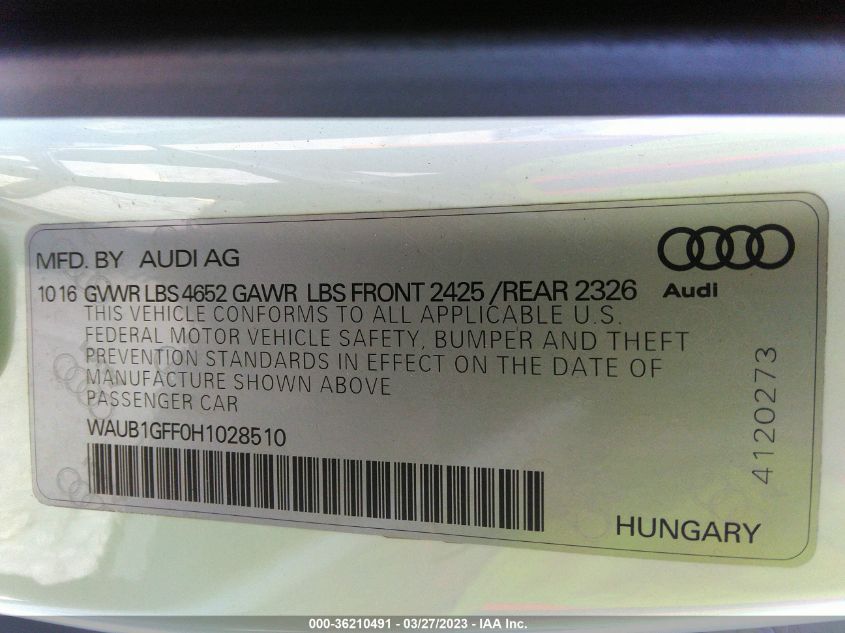 MFD. BY AUDI AG
10 16 GVWR LBS 4652 GAWR LBS FRONT 2425 /REAR 2326
Audi
THIS VEHICLE CONFORMS TO ALL APPLICABLE U.S.
FEDERAL MOTOR VEHICLE SAFETY, BUMPER AND THEFT
PREVENTION STANDARDS IN EFFECT ON THE DATE OF
MANUFACTURE SHOWN ABOVE
PASSENGER CAR
WAUB1GFF0H1028510
4120273
HUNGARY
000-36210491 - 03/27/2023 - IAA Inc.